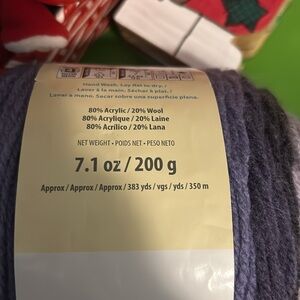 Hand Wash. Lay flat to dry. /
Laver à la main. Sécher à plat. /
Lavar a mano. Secar sobre una superficie plana.
80% Acrylic / 20% Wool
80% Acrylique / 20% Laine
80% Acrílico / 20% Lana
NET WEIGHT • POIDS NET • PESO NETO
7.1 oz / 200 g
Approx / Approx / Approx / 383 yds / vgs / yds / 350 m